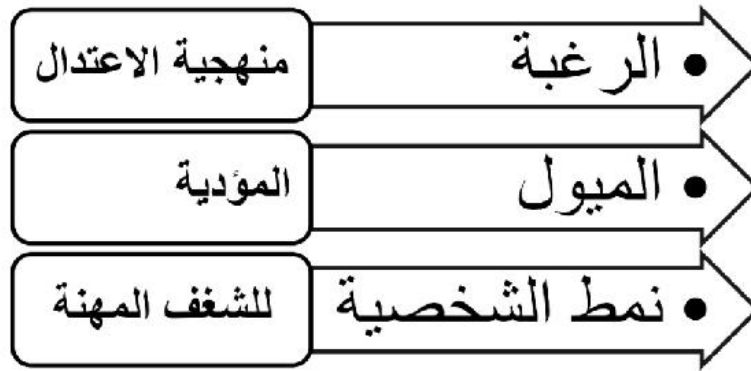 • الرغبة
منهجية الاعتدال
• الميول
المؤدية
• نمط الشخصية
للشغف المهنة